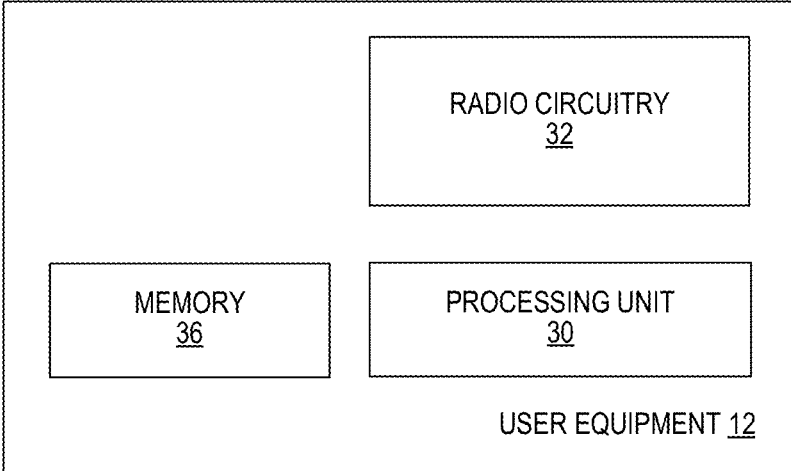 RADIO CIRCUITRY
32
MEMORY
36
PROCESSING UNIT
30
USER EQUIPMENT 12